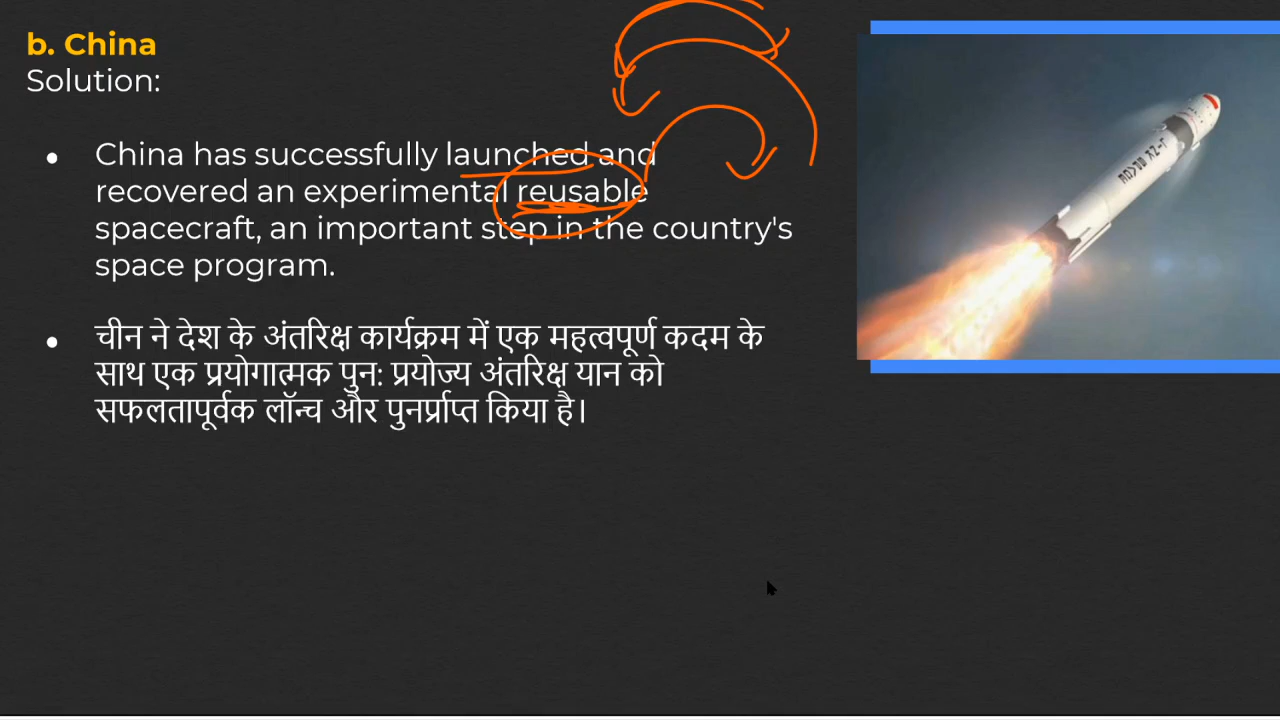 b. China
Solution:
● China has successfully launched and
recovered an experimental reusable
spacecraft, an important step in the country's
space program.
● चीन ने देश के अंतरिक्ष कार्यक्रम में एक महत्वपूर्ण कदम के
साथ एक प्रयोगात्मक पुन: प्रयोज्य अंतरिक्ष यान को
सफलतापूर्वक लॉन्च और पुनर्प्राप्त किया है।